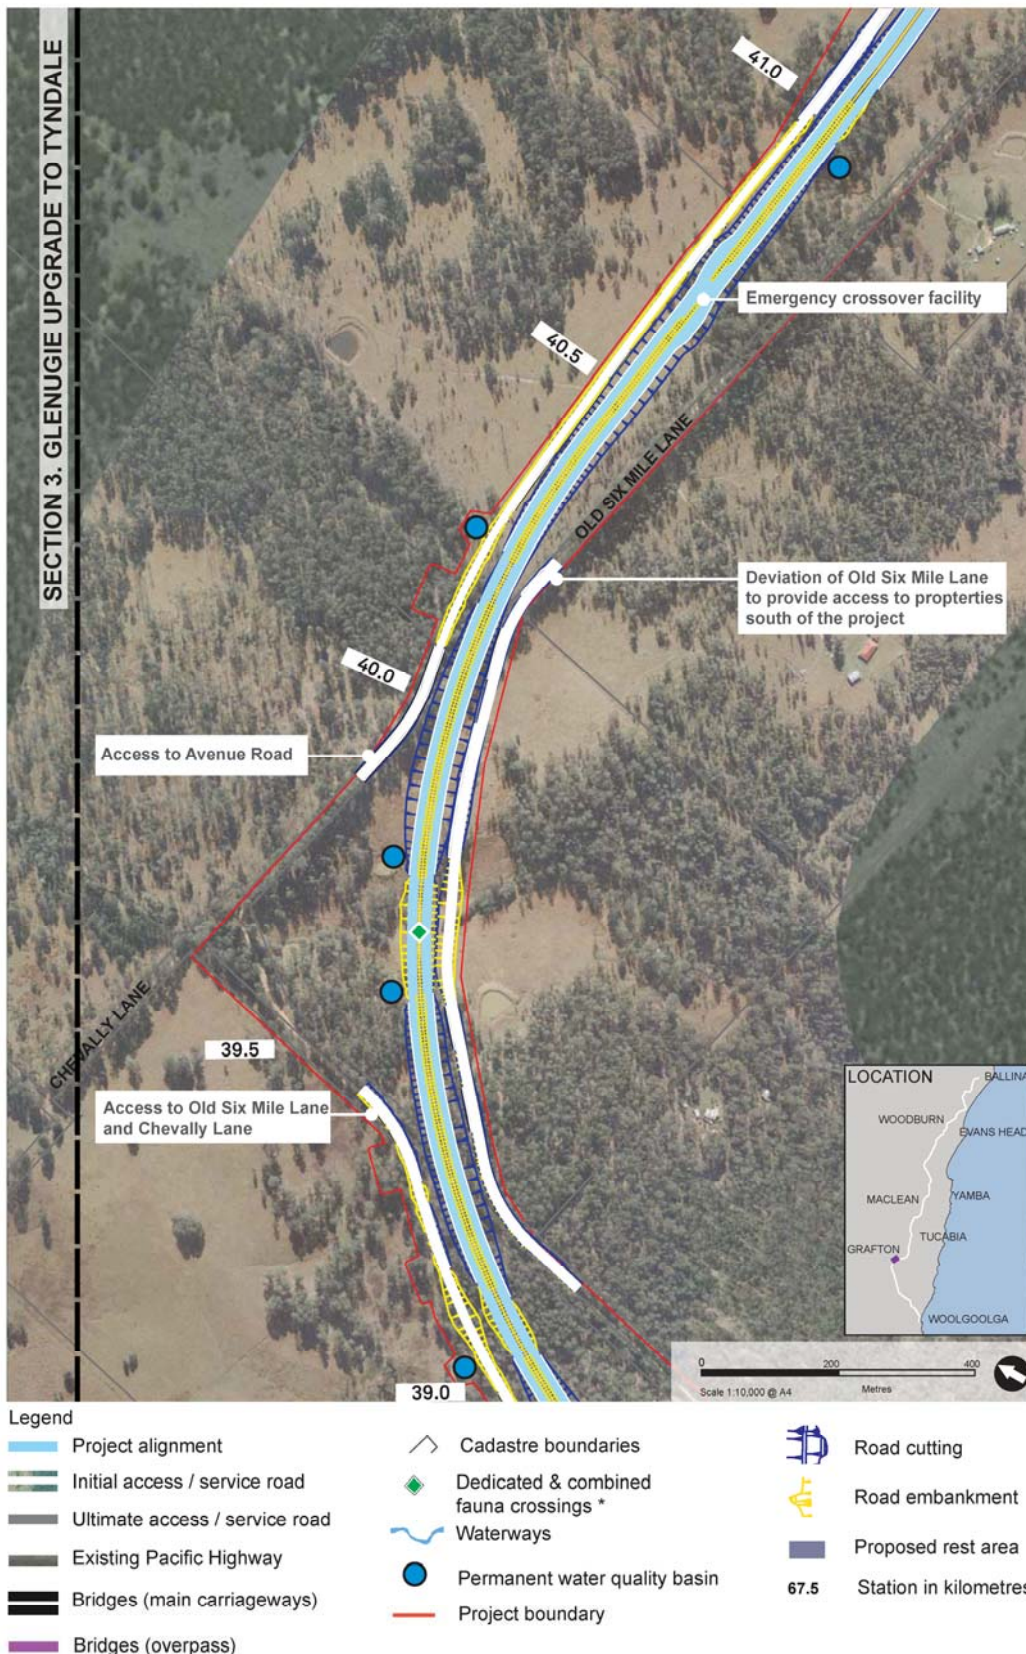 SECTION 3. GLENUGIE UPGRADE TO TYNDALE
41.0
Emergency crossover facility
40.5
OLD SIX MILE LANE
Deviation of Old Six Mile Lane
to provide access to propterties
south of the project
40.0
Access to Avenue Road
CHEVALLY LANE
39.5
Access to Old Six Mile Lane
and Chevally Lane
39.0
LOCATION
BALLINA
WOODBURN
EVANS HEAD
MACLEAN
YAMBA
TUCABIA
GRAFTON
WOOLGOOLGA
0 200 400
Scale 1:10,000 @ A4 Metres
Legend
Project alignment
Initial access / service road
Ultimate access / service road
Existing Pacific Highway
Bridges (main carriageways)
Bridges (overpass)
Cadastre boundaries
Dedicated & combined
fauna crossings *
Waterways
Permanent water quality basin
Project boundary
Road cutting
Road embankment
Proposed rest area
67.5 Station in kilometres